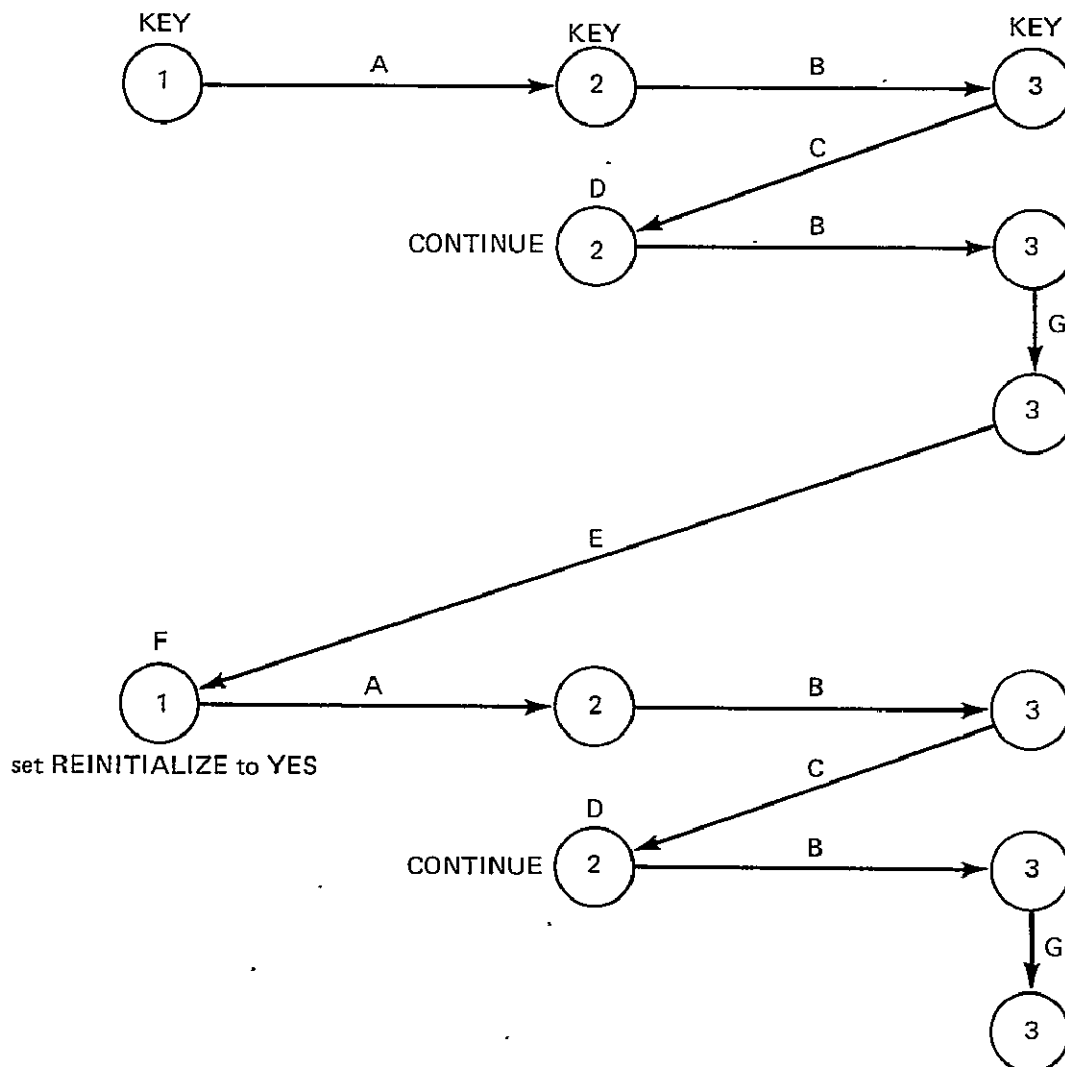 KEY KEY KEY
1 A 2 B 3
C
D
CONTINUE 2 B 3
G
3
E
F
1 A 2 B 3
set REINITIALIZE to YES
C
D
CONTINUE 2 B 3
G
3